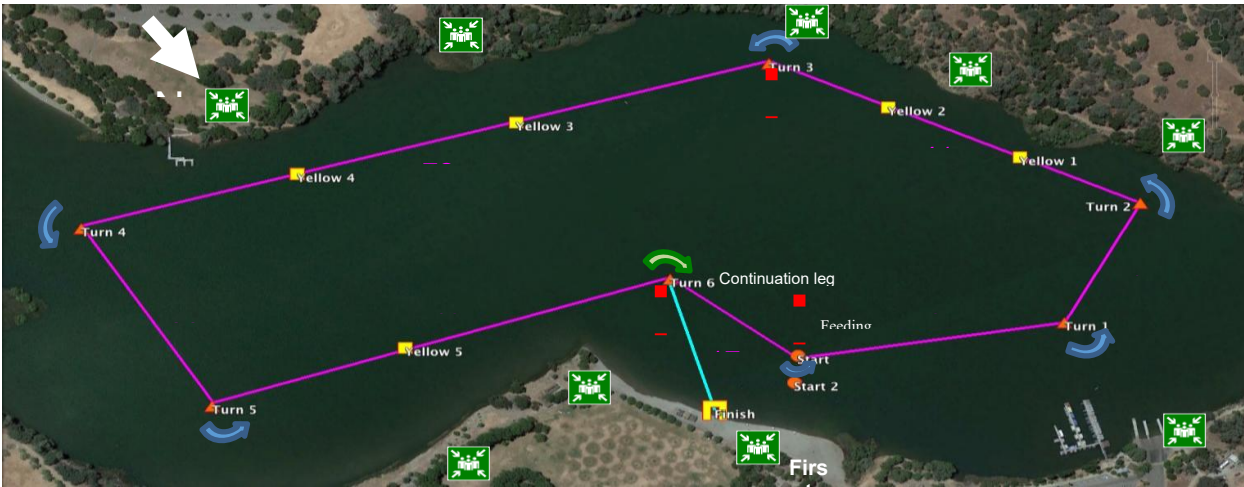 Turn 3
Yellow 2
Yellow 3
Yellow 1
Yellow 4
Turn 2
Turn 4
Turn 6
Continuation leg
Feeding
Turn 1
Yellow 5
Start
Start 2
Turn 5
Finish
Firs